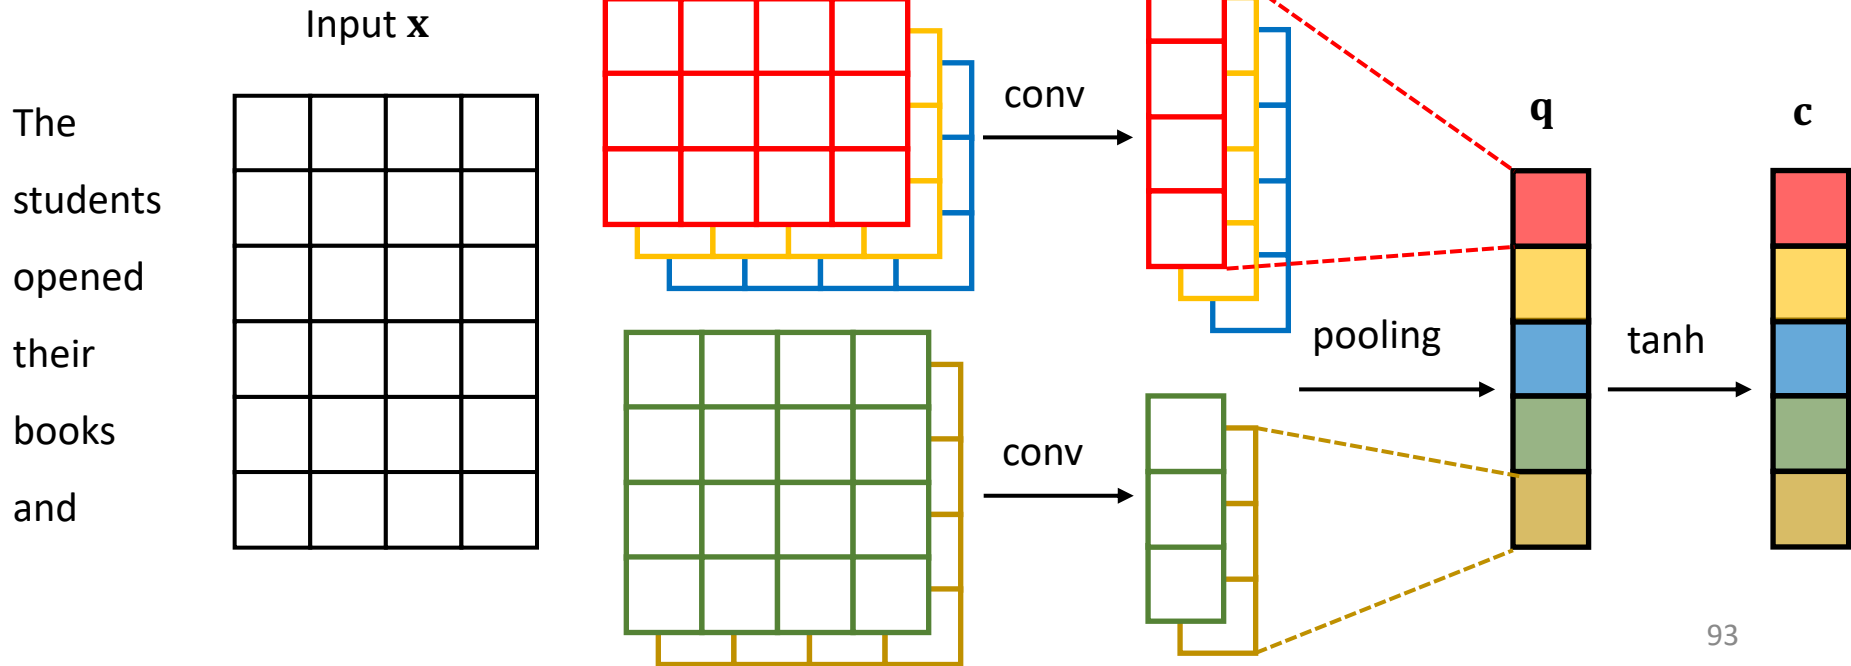 Input x
The
students
opened
their
books
and
conv
conv
pooling
q
tanh
c
93